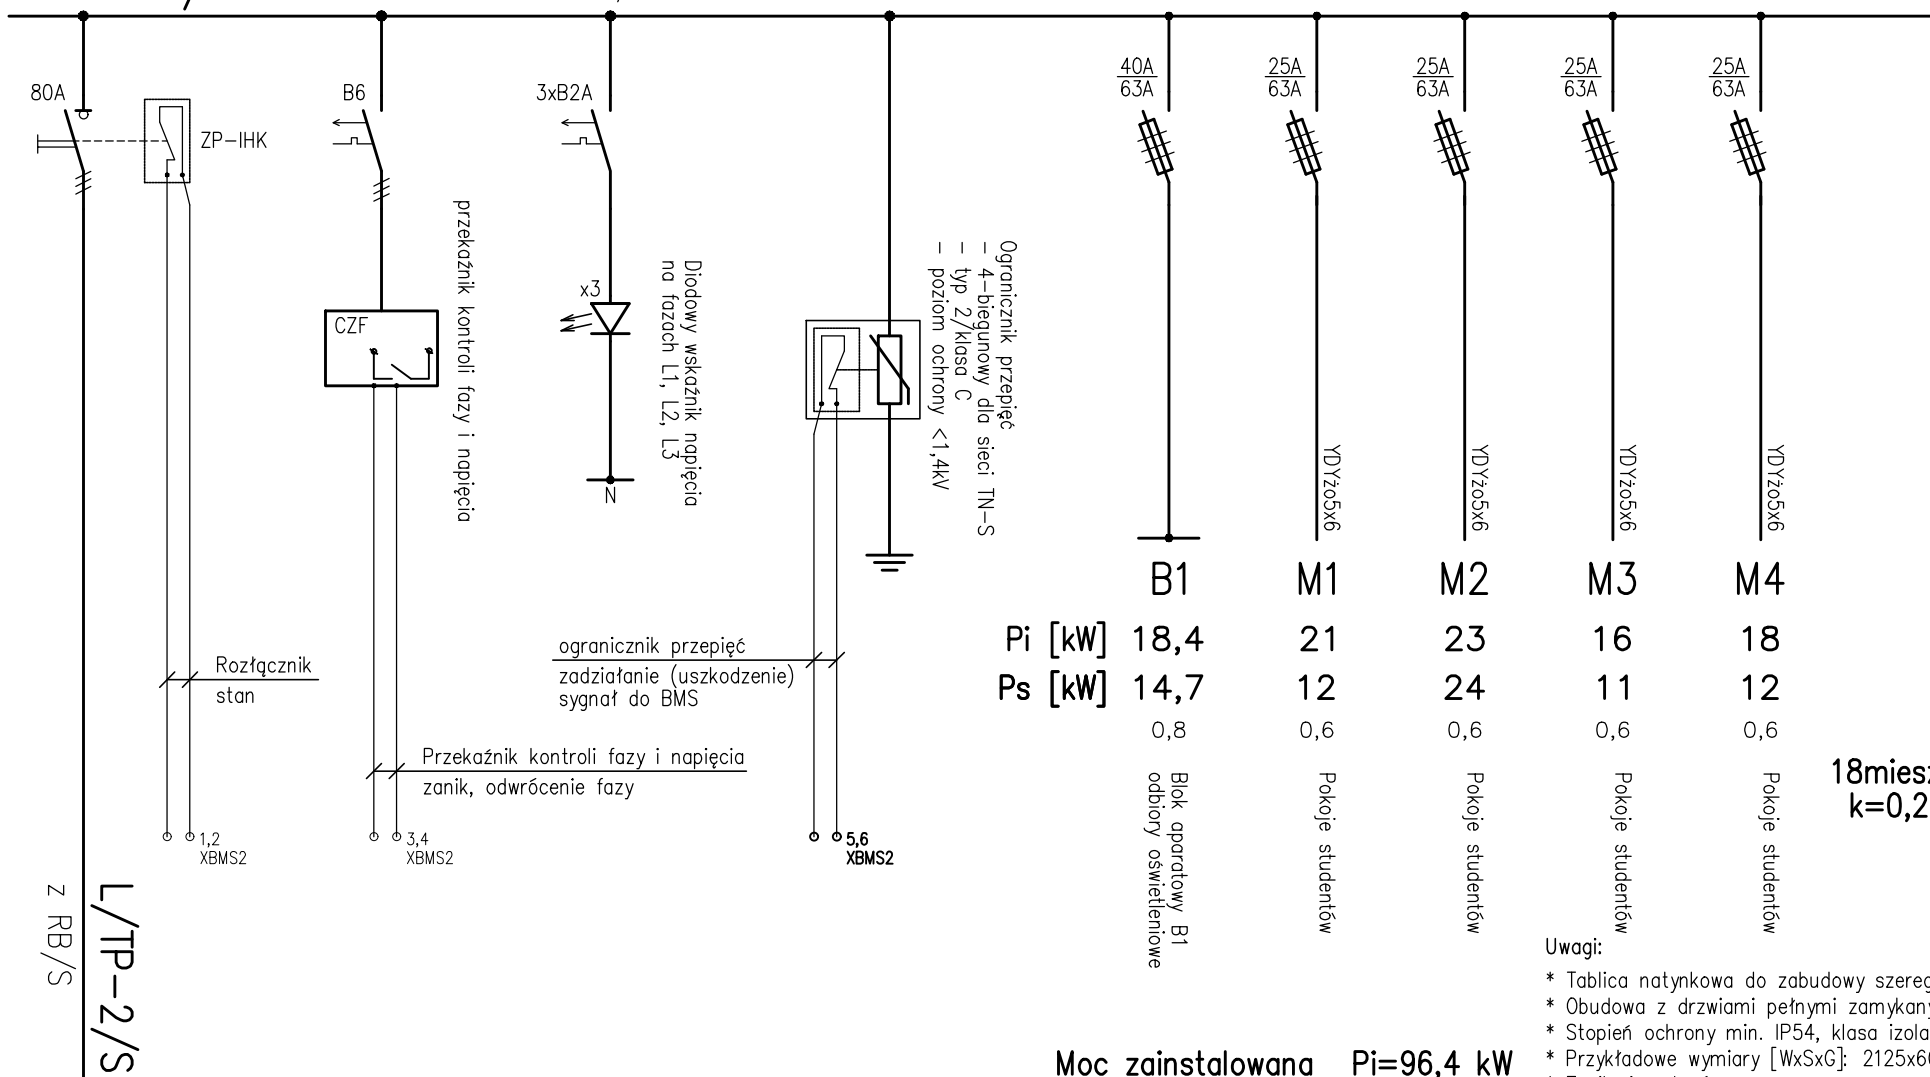 80A
ZP-IHK
B6
3xB2A
40A
63A
25A
63A
25A
63A
25A
63A
25A
63A
przekaźnik kontroli fazy i napięcia
CZF
x3
Diodowy wskaźnik napięcia
na fazach L1, L2, L3
N
Ogranicznik przepięć
- 4-biegunowy dla sieci TN-S
- typ 2/klasa C
- poziom ochrony <1,4kV
YDYżo5x6
YDYżo5x6
YDYżo5x6
YDYżo5x6
B1 M1 M2 M3 M4
Pi [kW] 18,4 21 23 16 18
Ps [kW] 14,7 12 24 11 12
0,8 0,6 0,6 0,6 0,6
Rozłącznik
stan
ogranicznik przepięć
zadziałanie (uszkodzenie)
sygnał do BMS
Przekaźnik kontroli fazy i napięcia
zanik, odwrócenie fazy
1,2
XBMS2
3,4
XBMS2
5,6
XBMS2
Blok aparatowy B1
odbiory oświetleniowe
Pokoje studentów
Pokoje studentów
Pokoje studentów
Pokoje studentów
18miesz
k=0,2
L/TP-2/S
z RB/S
Uwagi:
* Tablica natynkowa do zabudowy szereg
* Obudowa z drzwiami pełnymi zamykany
* Stopień ochrony min. IP54, klasa izola
* Przykładowe wymiary [WxSxG]: 2125x60
Moc zainstalowana Pi=96,4 kW